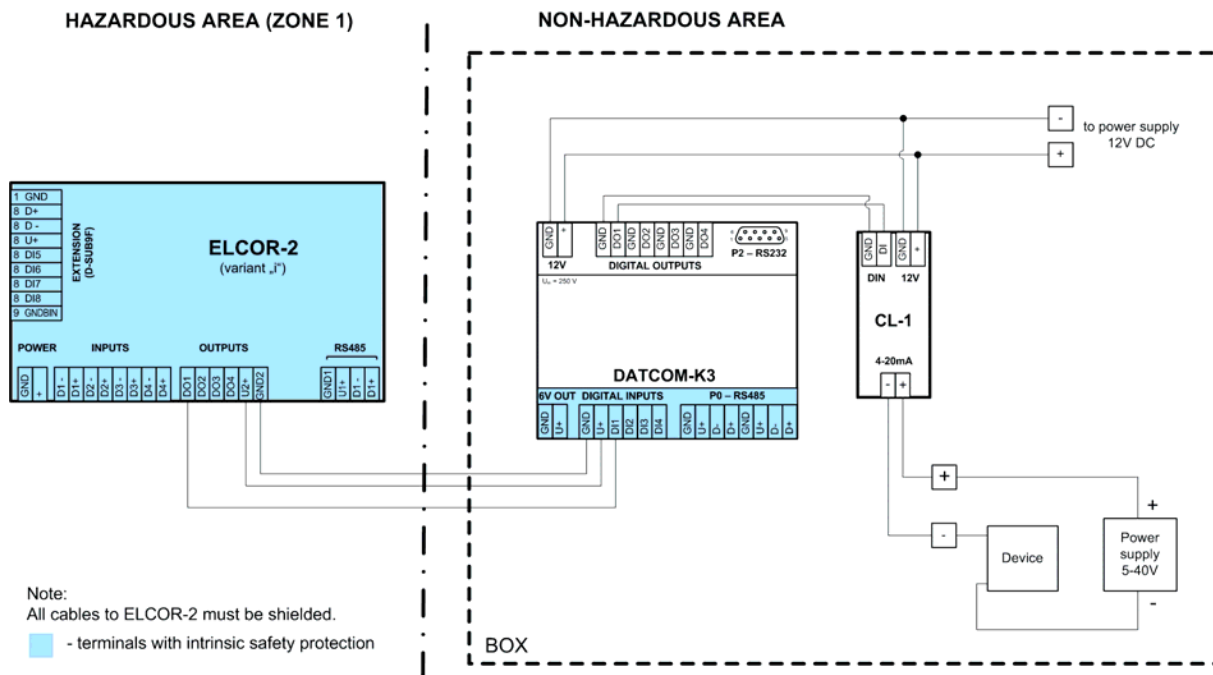 HAZARDOUS AREA (ZONE 1)
NON-HAZARDOUS AREA
-
to power supply
12V DC
+
1 GND
8 D+
8 D -
8 U+
8 DI5
8 DI6
8 DI7
8 DI8
9 GNDBIN
EXTENSION
(D-SUB9F)
ELCOR-2
(variant „i")
POWER
INPUTS
OUTPUTS
RS485
GND
+
D1 -
D1+
D2 -
D2+
D3 -
D3+
D4 -
D4+
DO1
DO2
DO3
DO4
U2+
GND2
GND1
U1+
D1 -
D1+
GND
+
12V
GND
DO1
GND
DO2
GND
DO3
GND
DO4
DIGITAL OUTPUTS
P2 – RS232
= 250 V
DATCOM-K3
6V OUT
DIGITAL INPUTS
P0 – RS485
GND
U+
GND
U+
DI1
DI2
DI3
DI4
GND
U+
D-
D+
GND
U+
D-
D+
GND
DI
GND
+
DIN
12V
CL-1
4-20mA
-
+
+
-
Device
+
Power
supply
5-40V
-
Note:
All cables to ELCOR-2 must be shielded.
- terminals with intrinsic safety protection
BOX